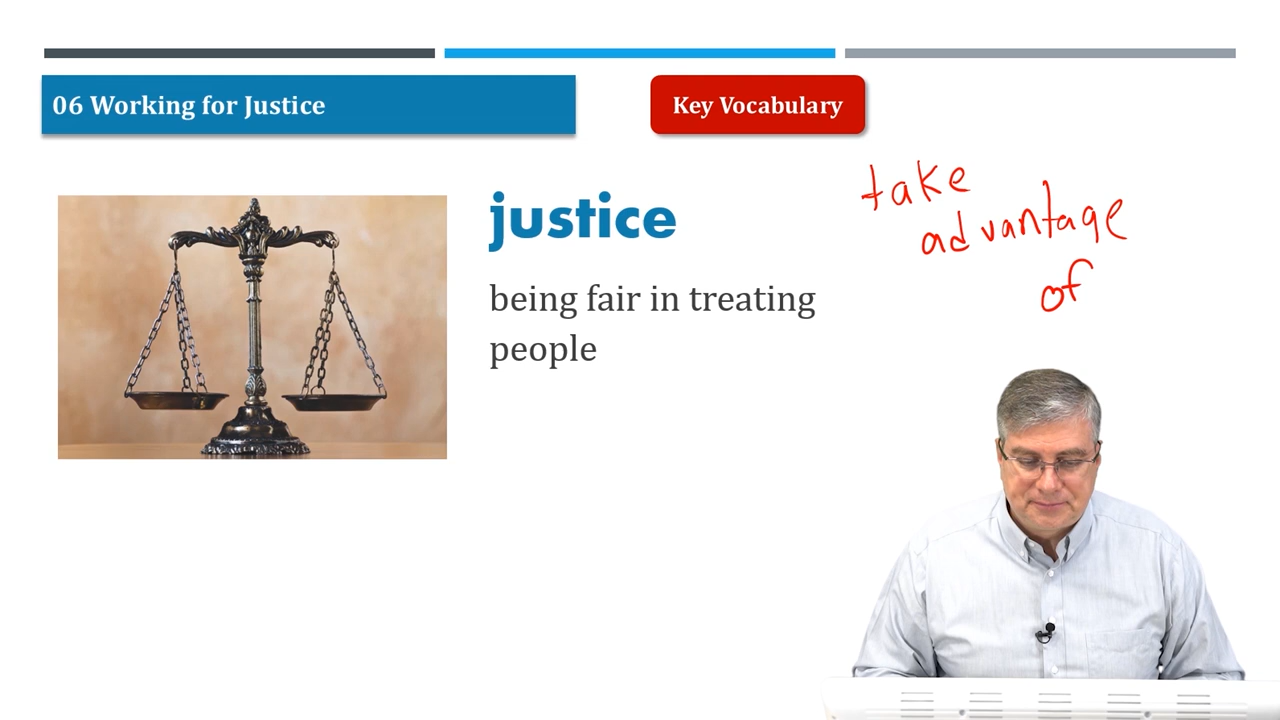 06 Working for Justice
Key Vocabulary
justice
being fair in treating
people
take
advantage
of